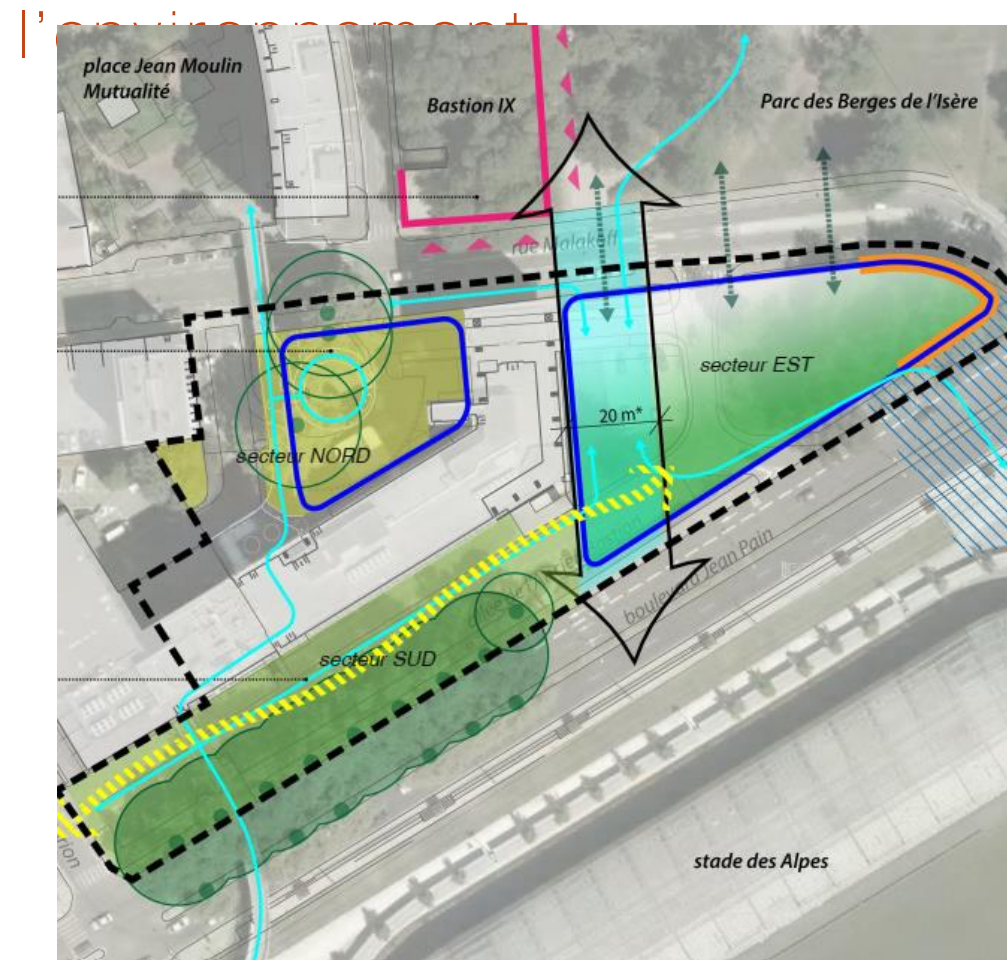 l'environnement
place Jean Moulin
Mutualité
Bastion IX
Parc des Berges de l'Isère
rue Malakoff
secteur EST
20 m*
secteur NORD
boulevard Jean Pain
secteur SUD
stade des Alpes